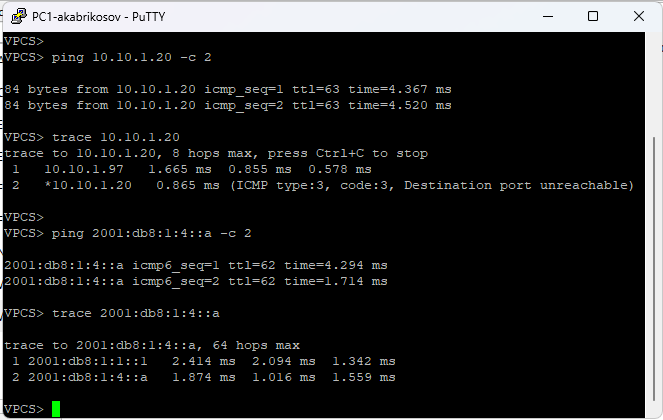 PC1-akabrikosov - PuTTY
VPCS>
VPCS> ping 10.10.1.20 -c 2
84 bytes from 10.10.1.20 icmp_seq=1 ttl=63 time=4.367 ms
84 bytes from 10.10.1.20 icmp_seq=2 ttl=63 time=4.520 ms
VPCS> trace 10.10.1.20
trace to 10.10.1.20, 8 hops max, press Ctrl+C to stop
1 10.10.1.97 1.665 ms 0.855 ms 0.578 ms
2 *10.10.1.20 0.865 ms (ICMP type:3, code:3, Destination port unreachable)
VPCS>
VPCS> ping 2001:db8:1:4::a -c 2
2001:db8:1:4::a icmp6_seq=1 ttl=62 time=4.294 ms
2001:db8:1:4::a icmp6_seq=2 ttl=62 time=1.714 ms
VPCS> trace 2001:db8:1:4::a
trace to 2001:db8:1:4::a, 64 hops max
1 2001:db8:1:1::1 2.414 ms 2.094 ms 1.342 ms
2 2001:db8:1:4::a 1.874 ms 1.016 ms 1.559 ms
VPCS>